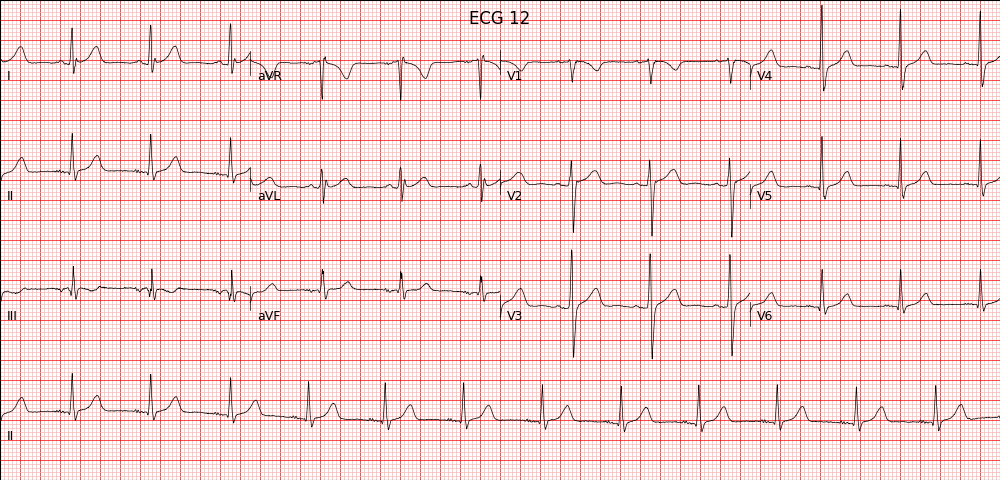 ECG 12
I aVR V1 V4
II aVL V2 V5
III aVF V3 V6
II